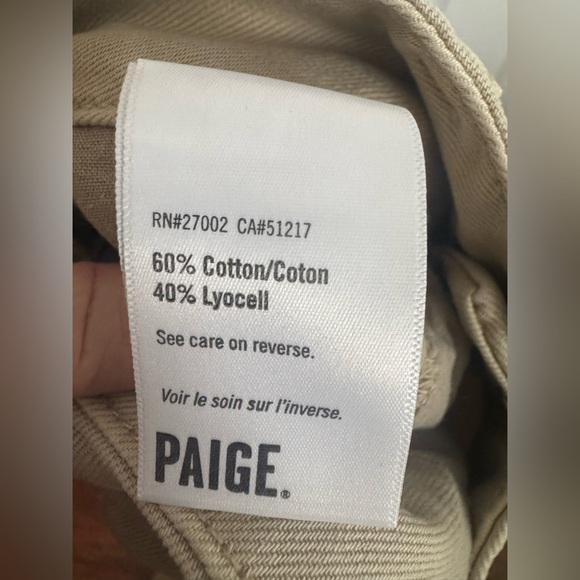 RN#27002 CA#51217
60% Cotton/Coton
40% Lyocell
See care on reverse.
Voir le soin sur l'inverse.
PAIGE®